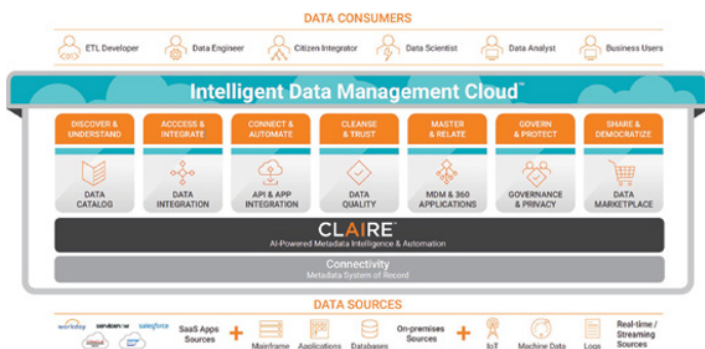 DATA CONSUMERS
ETL Developer
Data Engineer
Citizen Integrator
Data Scientist
Data Analyst
Business Users
Intelligent Data Management Cloud™
DISCOVER &
UNDERSTAND
ACCCESS &
INTEGRATE
CONNECT &
AUTOMATE
CLEANSE
& TRUST
MASTER
& RELATE
GOVERN
& PROTECT
SHARE &
DEMOCRATIZE
DATA
CATALOG
DATA
INTEGRATION
API & APP
INTEGRATION
DATA
QUALITY
MDM & 360
APPLICATIONS
GOVERNANCE
& PRIVACY
DATA
MARKETPLACE
CLAIRE™
AI-Powered Metadata Intelligence & Automation
Connectivity
Metadata System of Record
DATA SOURCES
workday
servicenow
salesforce
SaaS Apps
Sources
+
Mainframe
Applications
Databases
On-premises
Sources
+
IoT
Machine Data
Logs
Real-time /
Streaming
Sources